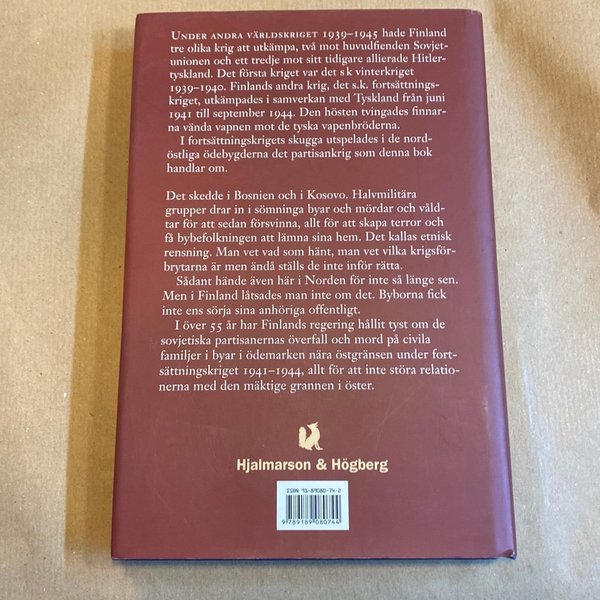 UNDER ANDRA VÄRLDSKRIGET 1939–1945 hade Finland
tre olika krig att utkämpa, två mot huvudfienden Sovjet-
unionen och ett tredje mot sitt tidigare allierade Hitler-
tyskland. Det första kriget var det s k vinterkriget
1939–1940. Finlands andra krig, det s.k. fortsättnings-
kriget, utkämpades i samverkan med Tyskland från juni
1941 till september 1944. Den hösten tvingades finnar-
na vända vapnen mot de tyska vapenbröderna.
I fortsättningskrigets skugga utspelades i de nord-
östliga ödebygderna det partisankrig som denna bok
handlar om.
Det skedde i Bosnien och i Kosovo. Halvmilitära
grupper drar in i sömninga byar och mördar och våld-
tar för att sedan försvinna, allt för att skapa terror och
få bybefolkningen att lämna sina hem. Det kallas etnisk
rensning. Man vet vad som hänt, man vet vilka krigsför-
brytarna är men ändå ställs de inte inför rätta.
Sådant hände även här i Norden för inte så länge sen.
Men i Finland låtsades man inte om det. Byborna fick
inte ens sörja sina anhöriga offentligt.
I över 55 år har Finlands regering hållit tyst om de
sovjetiska partisanernas överfall och mord på civila
familjer i byar i ödemarken nära östgränsen under fort-
sättningskriget 1941–1944, allt för att inte störa relatio-
nerna med den mäktige grannen i öster.
Hjalmarson & Högberg
ISBN 91-89080-74-2
9 789189 080744